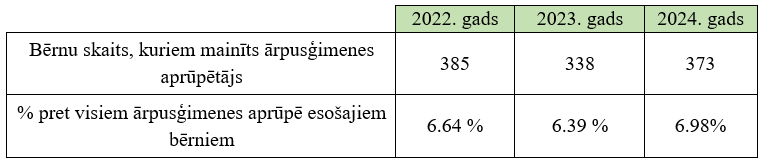 2022. gads 2023. gads 2024. gads
Bērnu skaits, kuriem mainīts ārpusģimenes
aprūpētājs
385 338 373
% pret visiem ārpusģimenes aprūpē esošajiem
bērniem
6.64 % 6.39 % 6.98%